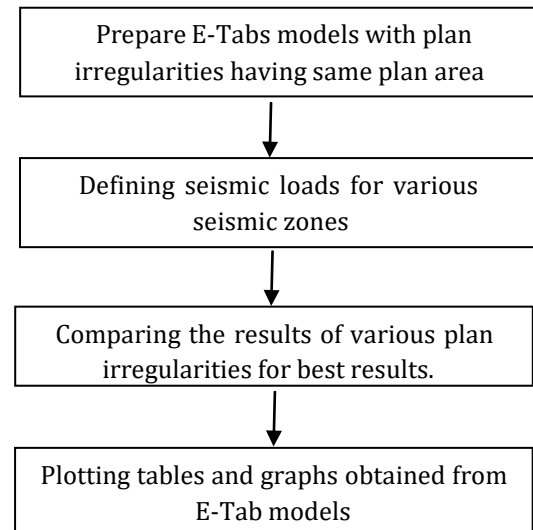 Prepare E-Tabs models with plan
irregularities having same plan area
Defining seismic loads for various
seismic zones
Comparing the results of various plan
irregularities for best results.
Plotting tables and graphs obtained from
E-Tab models